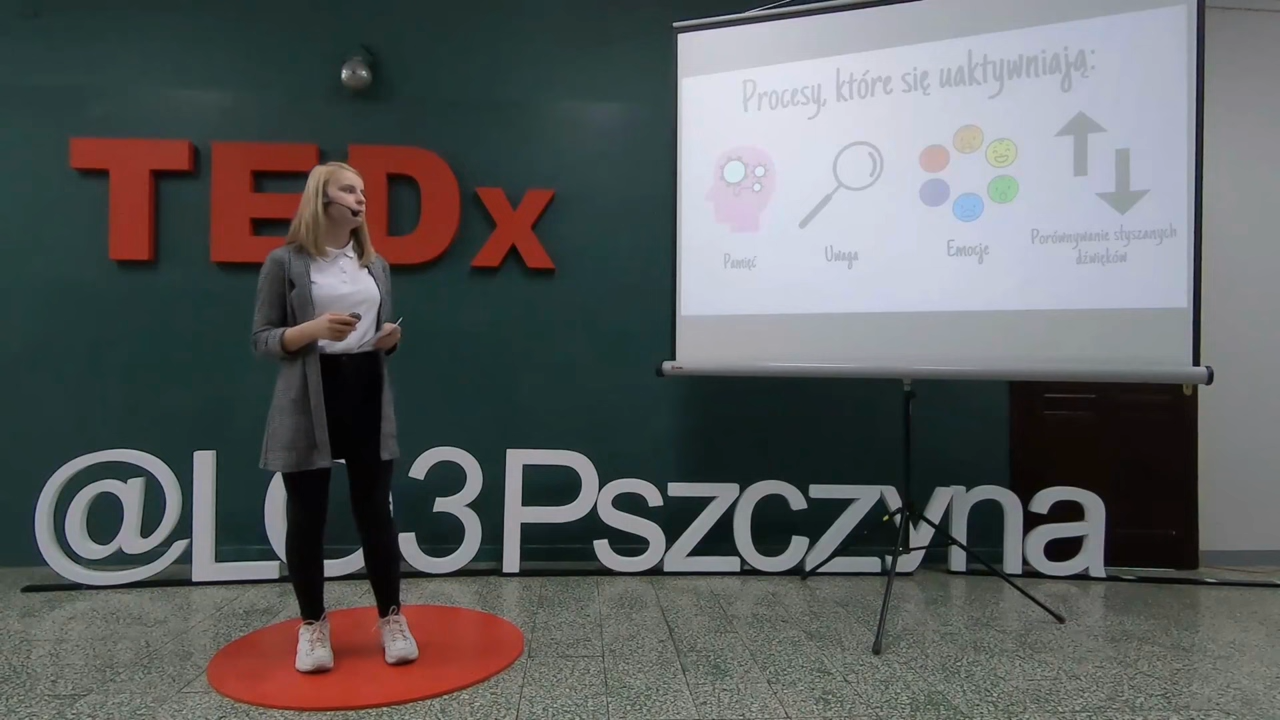 TEDx
Procesy, które się uaktywniają:
Pamięć
Uwaga
Emocje
Porównywanie słyszanych
dźwięków
@LO3Pszczyna